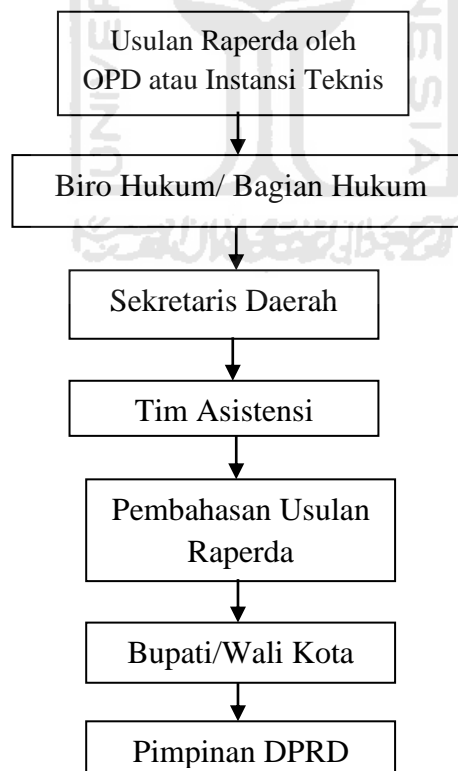 Usulan Raperda oleh
OPD atau Instansi Teknis
Biro Hukum/ Bagian Hukum
Sekretaris Daerah
Tim Asistensi
Pembahasan Usulan
Raperda
Bupati/Wali Kota
Pimpinan DPRD